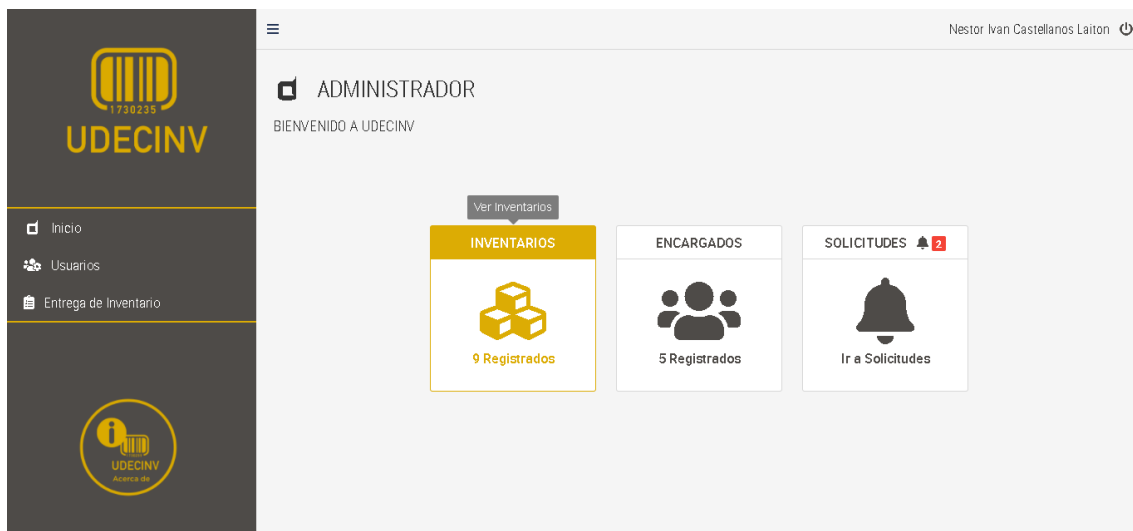 1730235
UDECINV
Inicio
Usuarios
Entrega de Inventario
i
UDECINV
Acerca de
Nestor Ivan Castellanos Laiton
ADMINISTRADOR
BIENVENIDO A UDECINV
Ver Inventarios
INVENTARIOS
9 Registrados
ENCARGADOS
5 Registrados
SOLICITUDES 2
Ir a Solicitudes